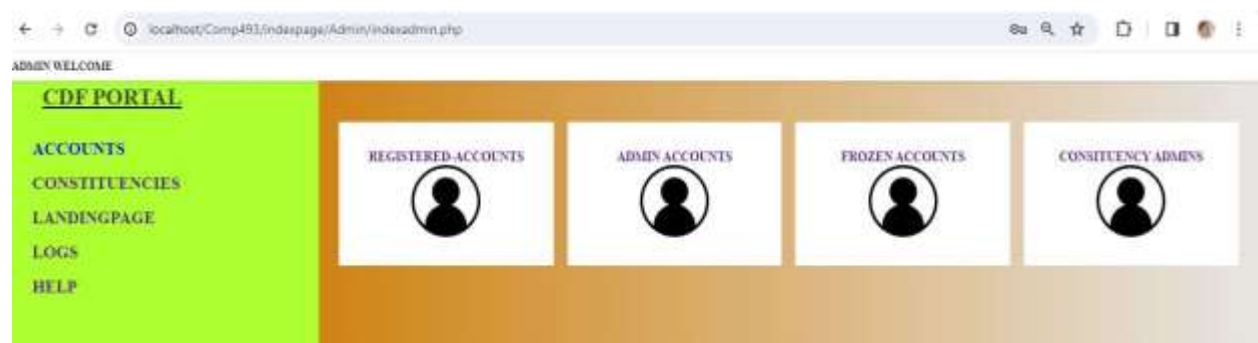 localhost/Comp493/indexpage/Admin/indexadmin.php
ADMIN WELCOME
CDF PORTAL
ACCOUNTS
CONSTITUENCIES
LANDINGPAGE
LOGS
HELP
REGISTERED-ACCOUNTS
ADMIN ACCOUNTS
FROZEN ACCOUNTS
CONSITUENCY ADMINS